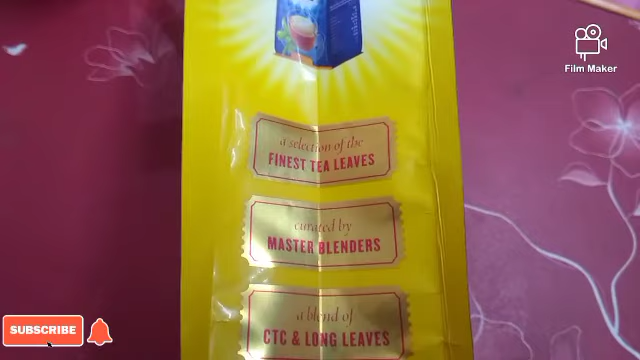 Film Maker
a selection of the
FINEST TEA LEAVES
curated by
MASTER BLENDERS
a blend of
CTC & LONG LEAVES
SUBSCRIBE